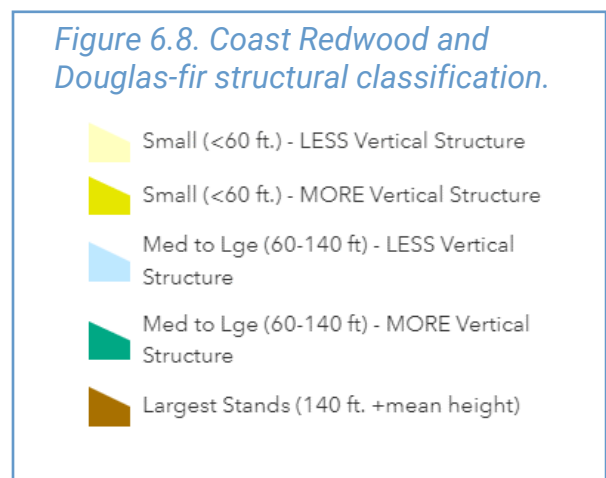 Figure 6.8. Coast Redwood and
Douglas-fir structural classification.
Small (<60 ft.) - LESS Vertical Structure
Small (<60 ft.) - MORE Vertical Structure
Med to Lge (60-140 ft) - LESS Vertical
Structure
Med to Lge (60-140 ft) - MORE Vertical
Structure
Largest Stands (140 ft. +mean height)